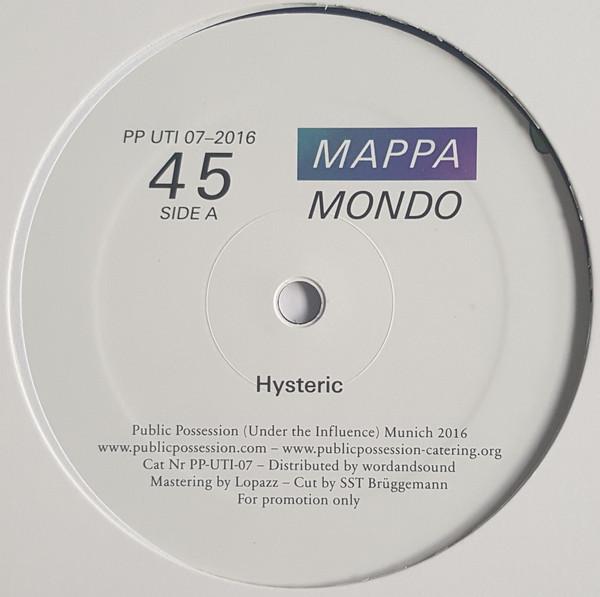 PP UTI 07–2016
45
SIDE A
MAPPA
MONDO
Hysteric
Public Possession (Under the Influence) Munich 2016
www.publicpossession.com – www.publicpossession-catering.org
Cat Nr PP-UTI-07 – Distributed by wordandsound
Mastering by Lopazz – Cut by SST Brüggemann
For promotion only